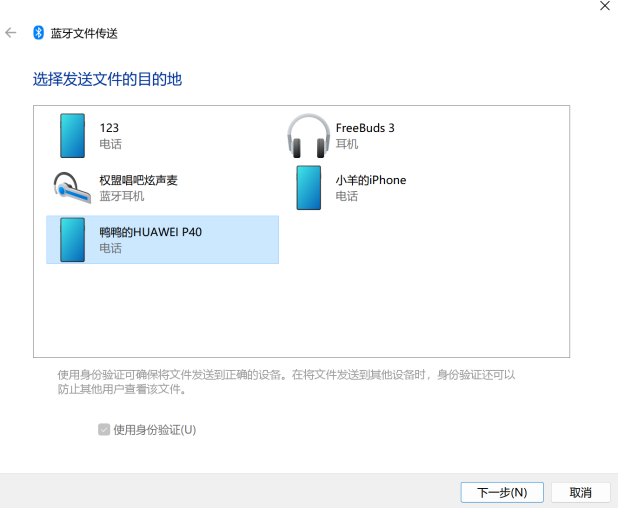 蓝牙文件传送
选择发送文件的目的地
123
电话
FreeBuds 3
耳机
权盟唱吧炫声麦
蓝牙耳机
小羊的iPhone
电话
鸭鸭的HUAWEI P40
电话
使用身份验证可确保将文件发送到正确的设备。在将文件发送到其他设备时，身份验证还可以
防止其他用户查看该文件。
使用身份验证(U)
下一步(N)
取消